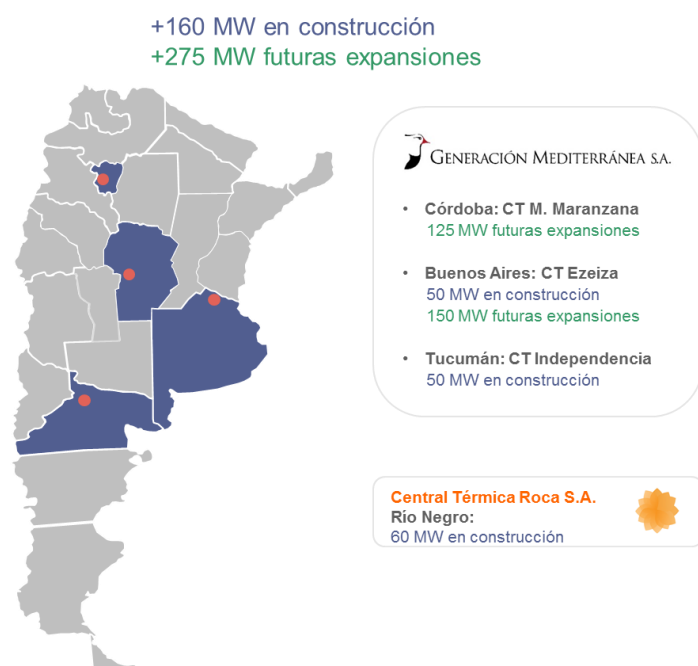 +160 MW en construcción
+275 MW futuras expansiones
GENERACIÓN MEDITERRÁNEA S.A.
• Córdoba: CT M. Maranzana
125 MW futuras expansiones
• Buenos Aires: CT Ezeiza
50 MW en construcción
150 MW futuras expansiones
• Tucumán: CT Independencia
50 MW en construcción
Central Térmica Roca S.A.
Río Negro:
60 MW en construcción